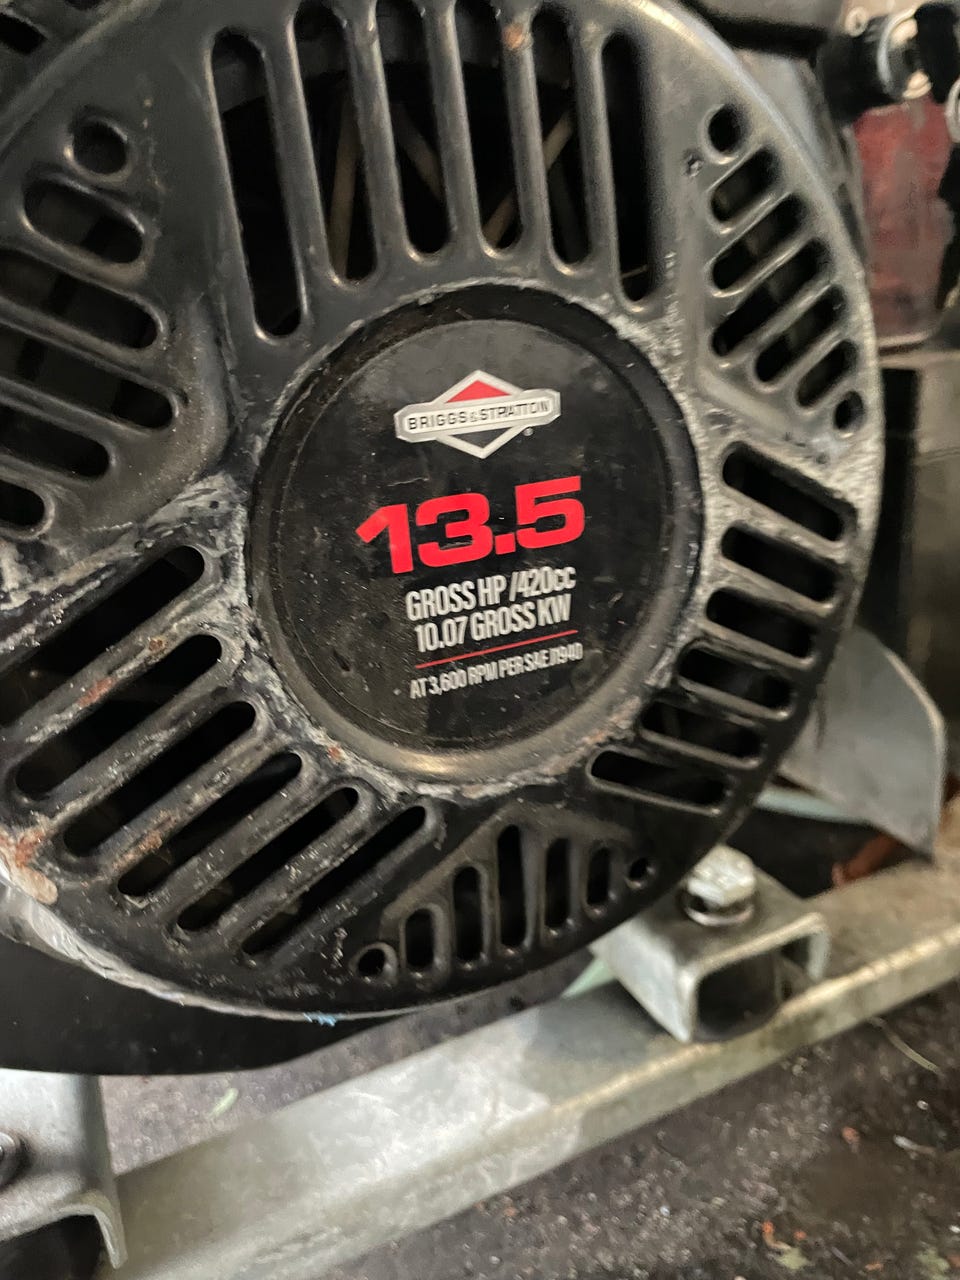 BRIGGS & STRATTON
®
13.5
GROSS HP /420cc
10.07 GROSS KW
AT 3,600 RPM PER SAE J1940